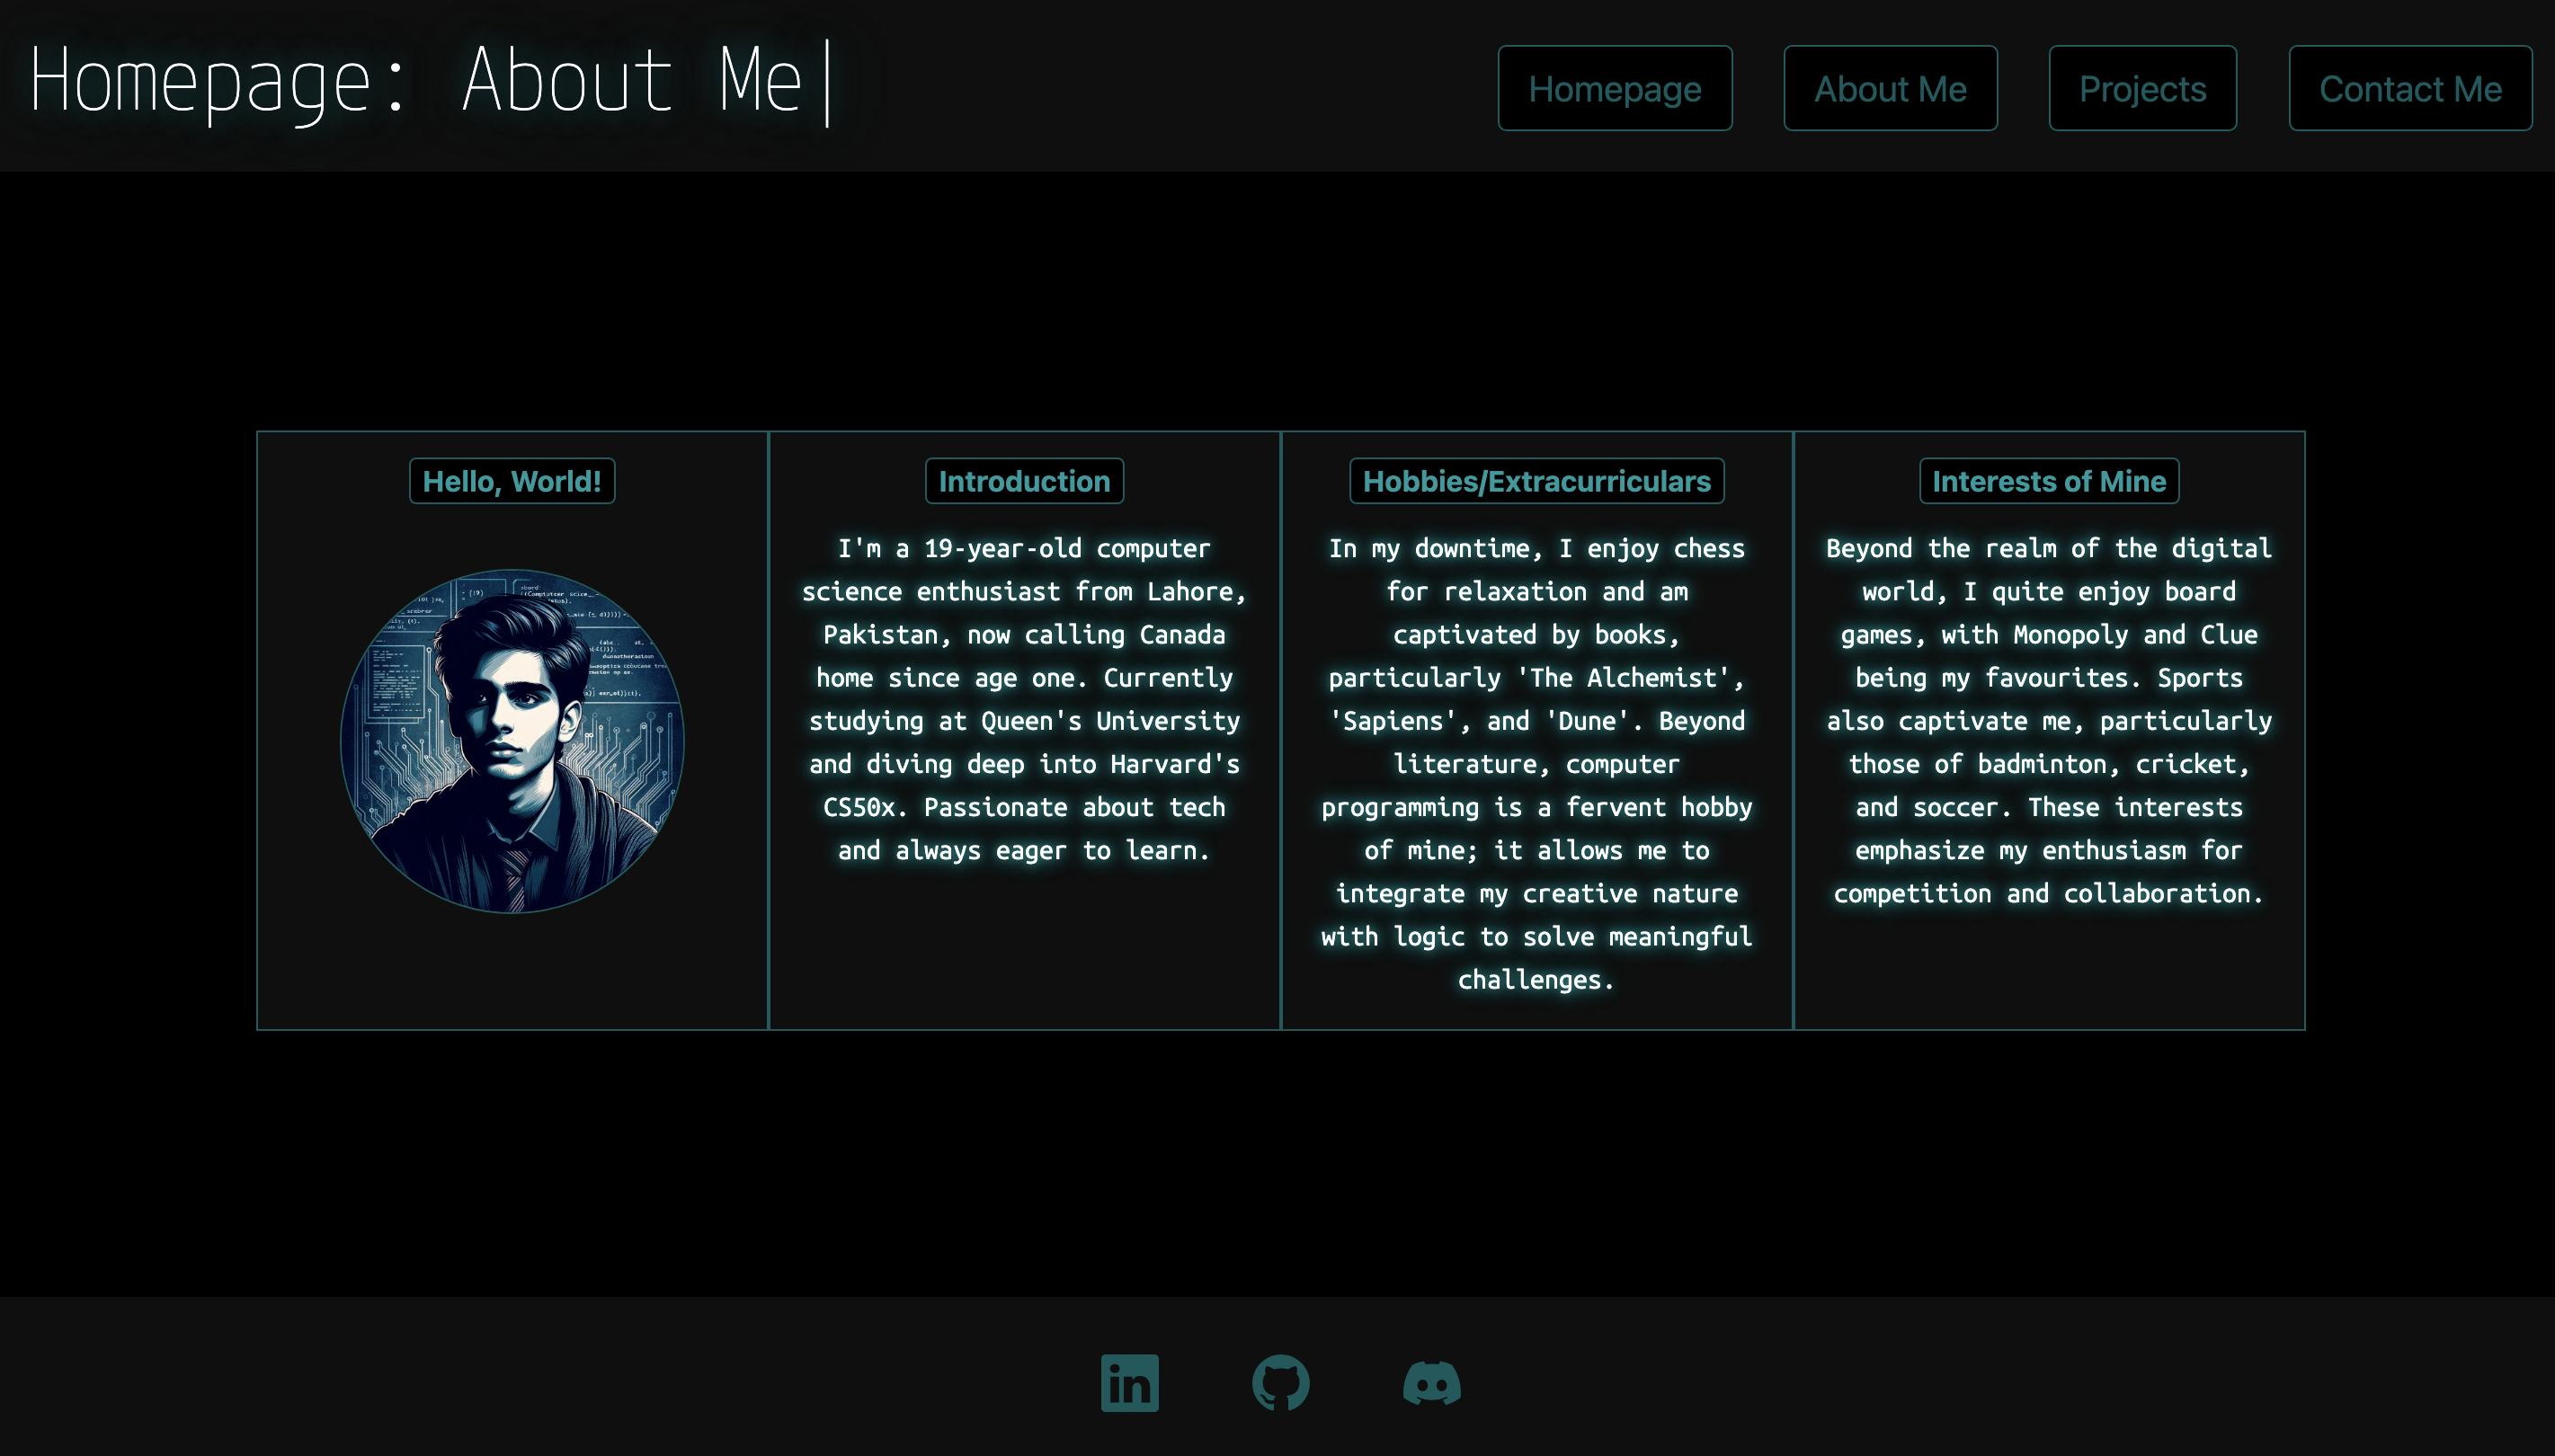 Homepage: About Me|
Homepage
About Me
Projects
Contact Me
Hello, World!
Introduction
I'm a 19-year-old computer
science enthusiast from Lahore,
Pakistan, now calling Canada
home since age one. Currently
studying at Queen's University
and diving deep into Harvard's
CS50x. Passionate about tech
and always eager to learn.
Hobbies/Extracurriculars
In my downtime, I enjoy chess
for relaxation and am
captivated by books,
particularly 'The Alchemist',
'Sapiens', and 'Dune'. Beyond
literature, computer
programming is a fervent hobby
of mine; it allows me to
integrate my creative nature
with logic to solve meaningful
challenges.
Interests of Mine
Beyond the realm of the digital
world, I quite enjoy board
games, with Monopoly and Clue
being my favourites. Sports
also captivate me, particularly
those of badminton, cricket,
and soccer. These interests
emphasize my enthusiasm for
competition and collaboration.
in